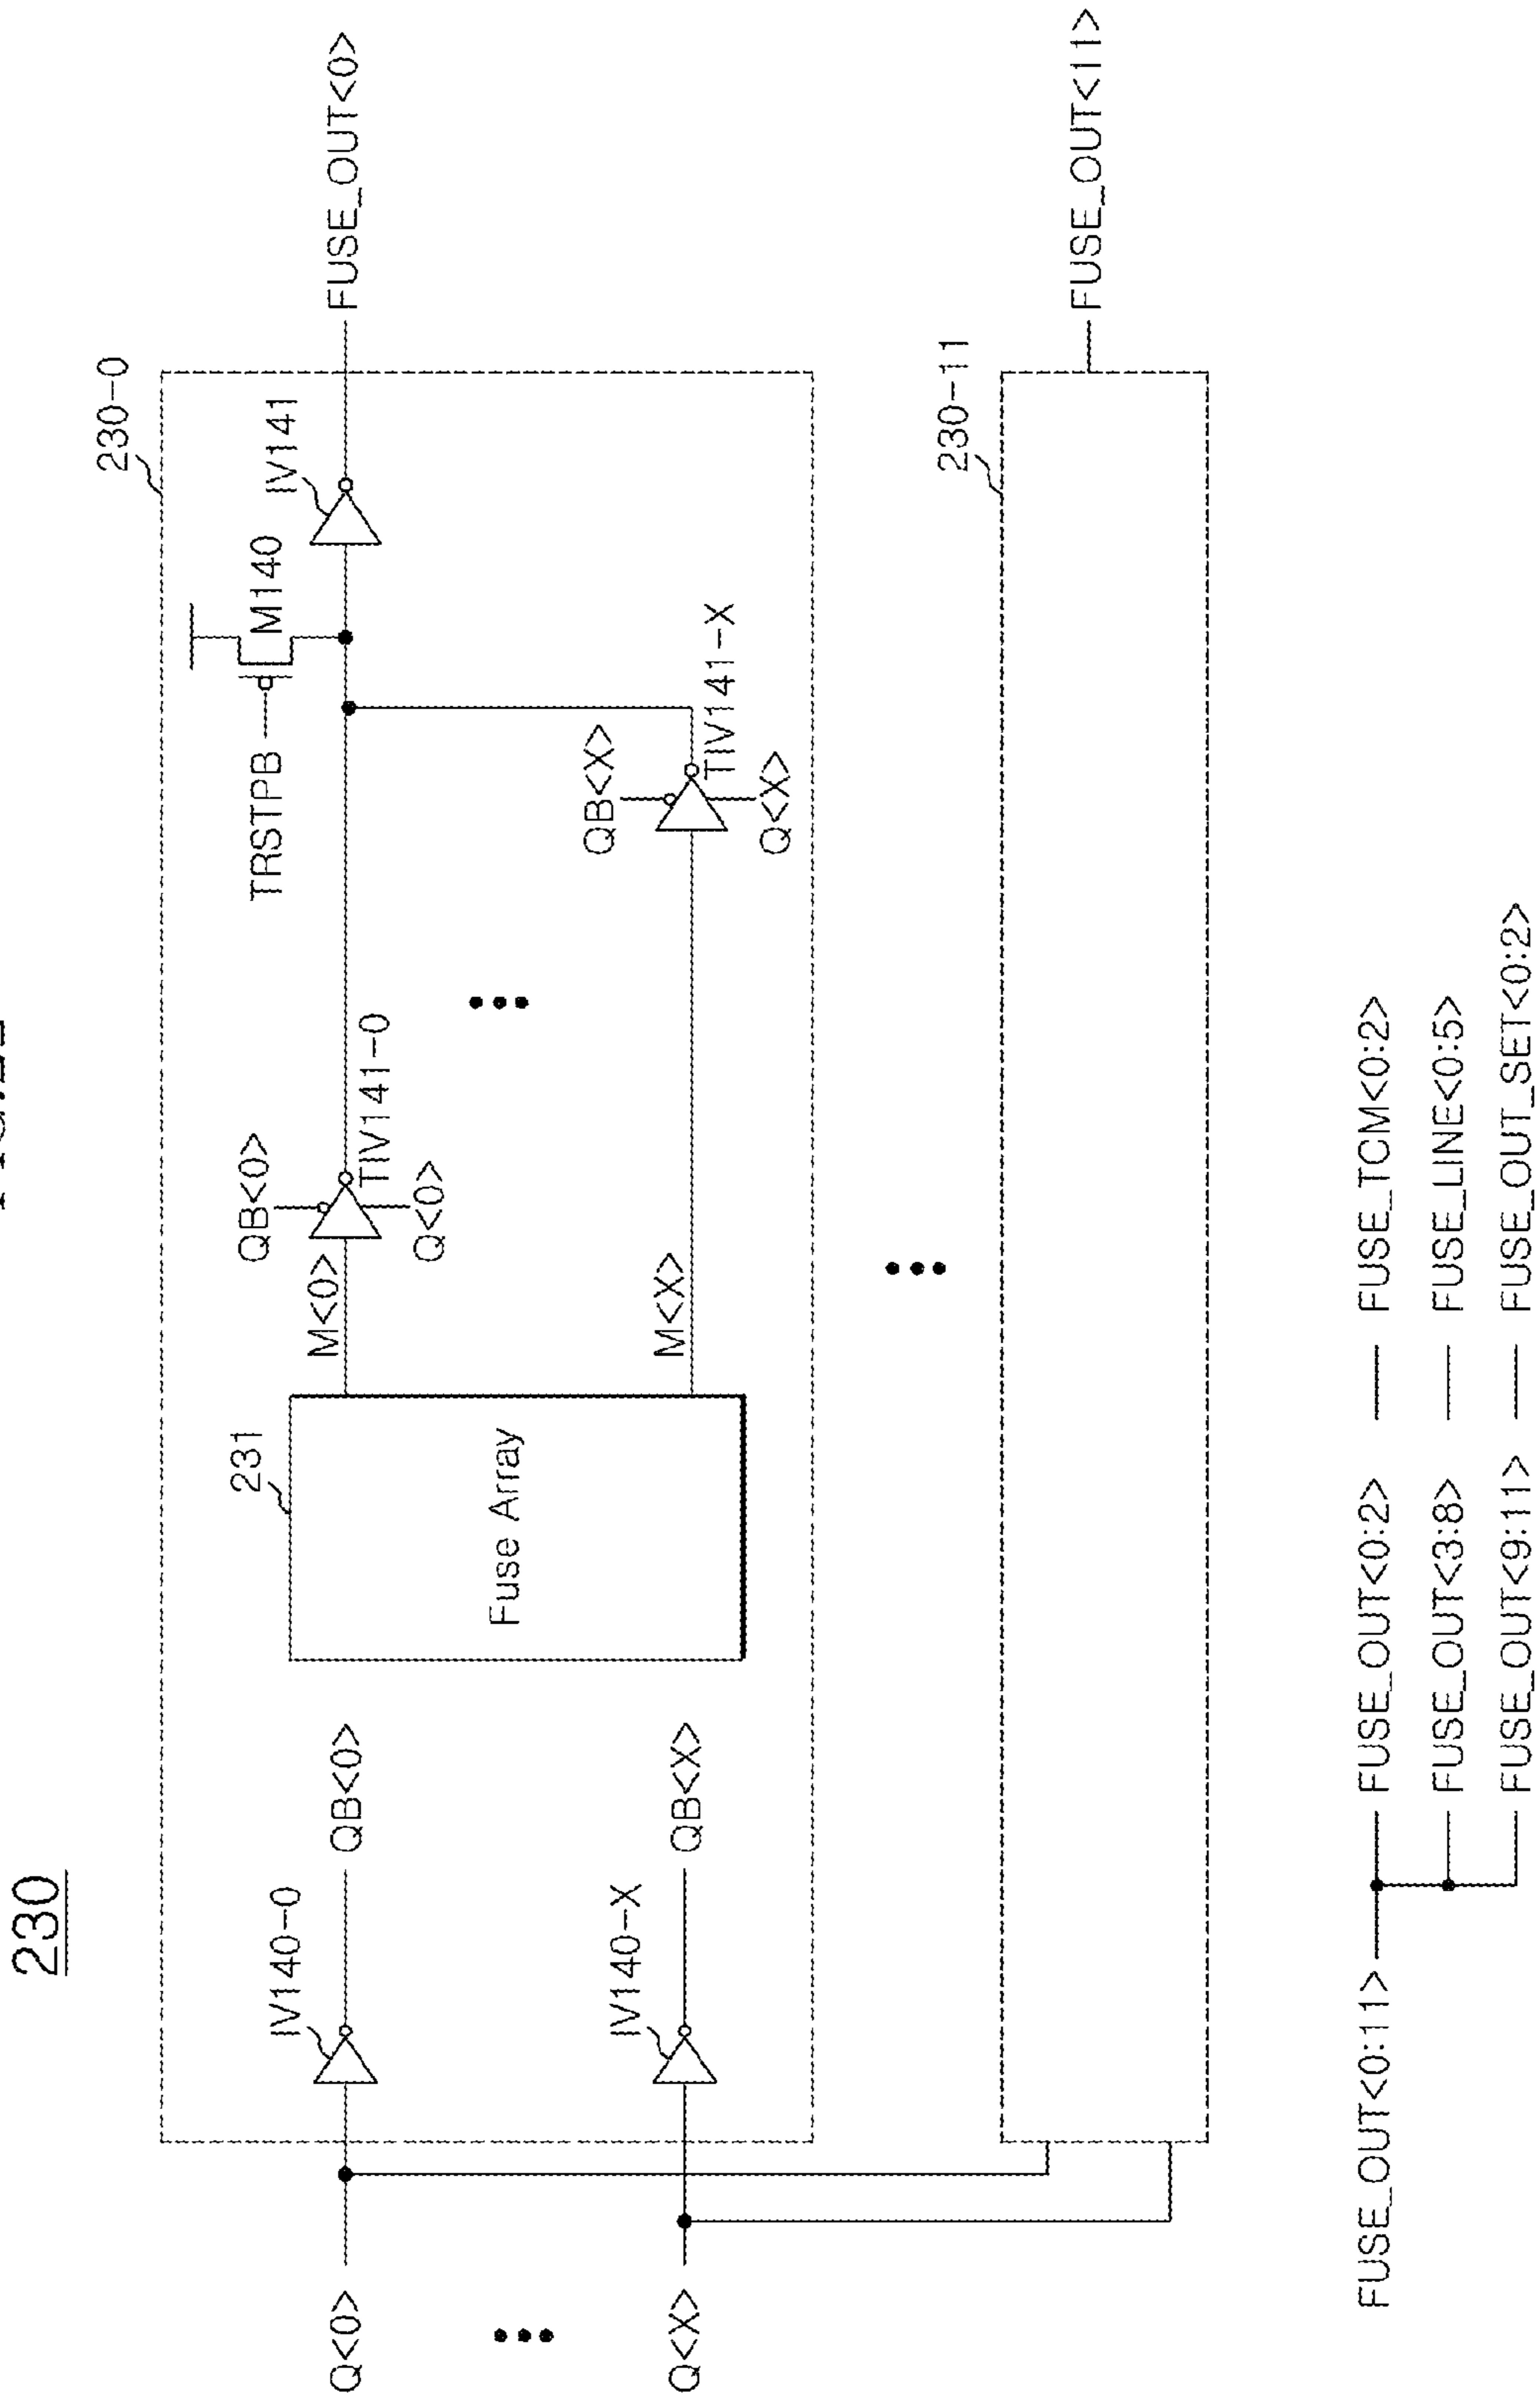 230
230-0
Q<0>
IV140-0
QB<0>
231
Fuse Array
M<0>
QB<0>
Q<0>
TIV141-0
TRSTPB
M140
IV141
FUSE_OUT<0>
Q<X>
IV140-X
QB<X>
M<X>
QB<X>
Q<X>
TIV141-X
230-11
FUSE_OUT<11>
FUSE_OUT<0:11>
FUSE_OUT<0:2>
FUSE_TCM<0:2>
FUSE_OUT<3:8>
FUSE_LINE<0:5>
FUSE_OUT<9:11>
FUSE_OUT_SET<0:2>